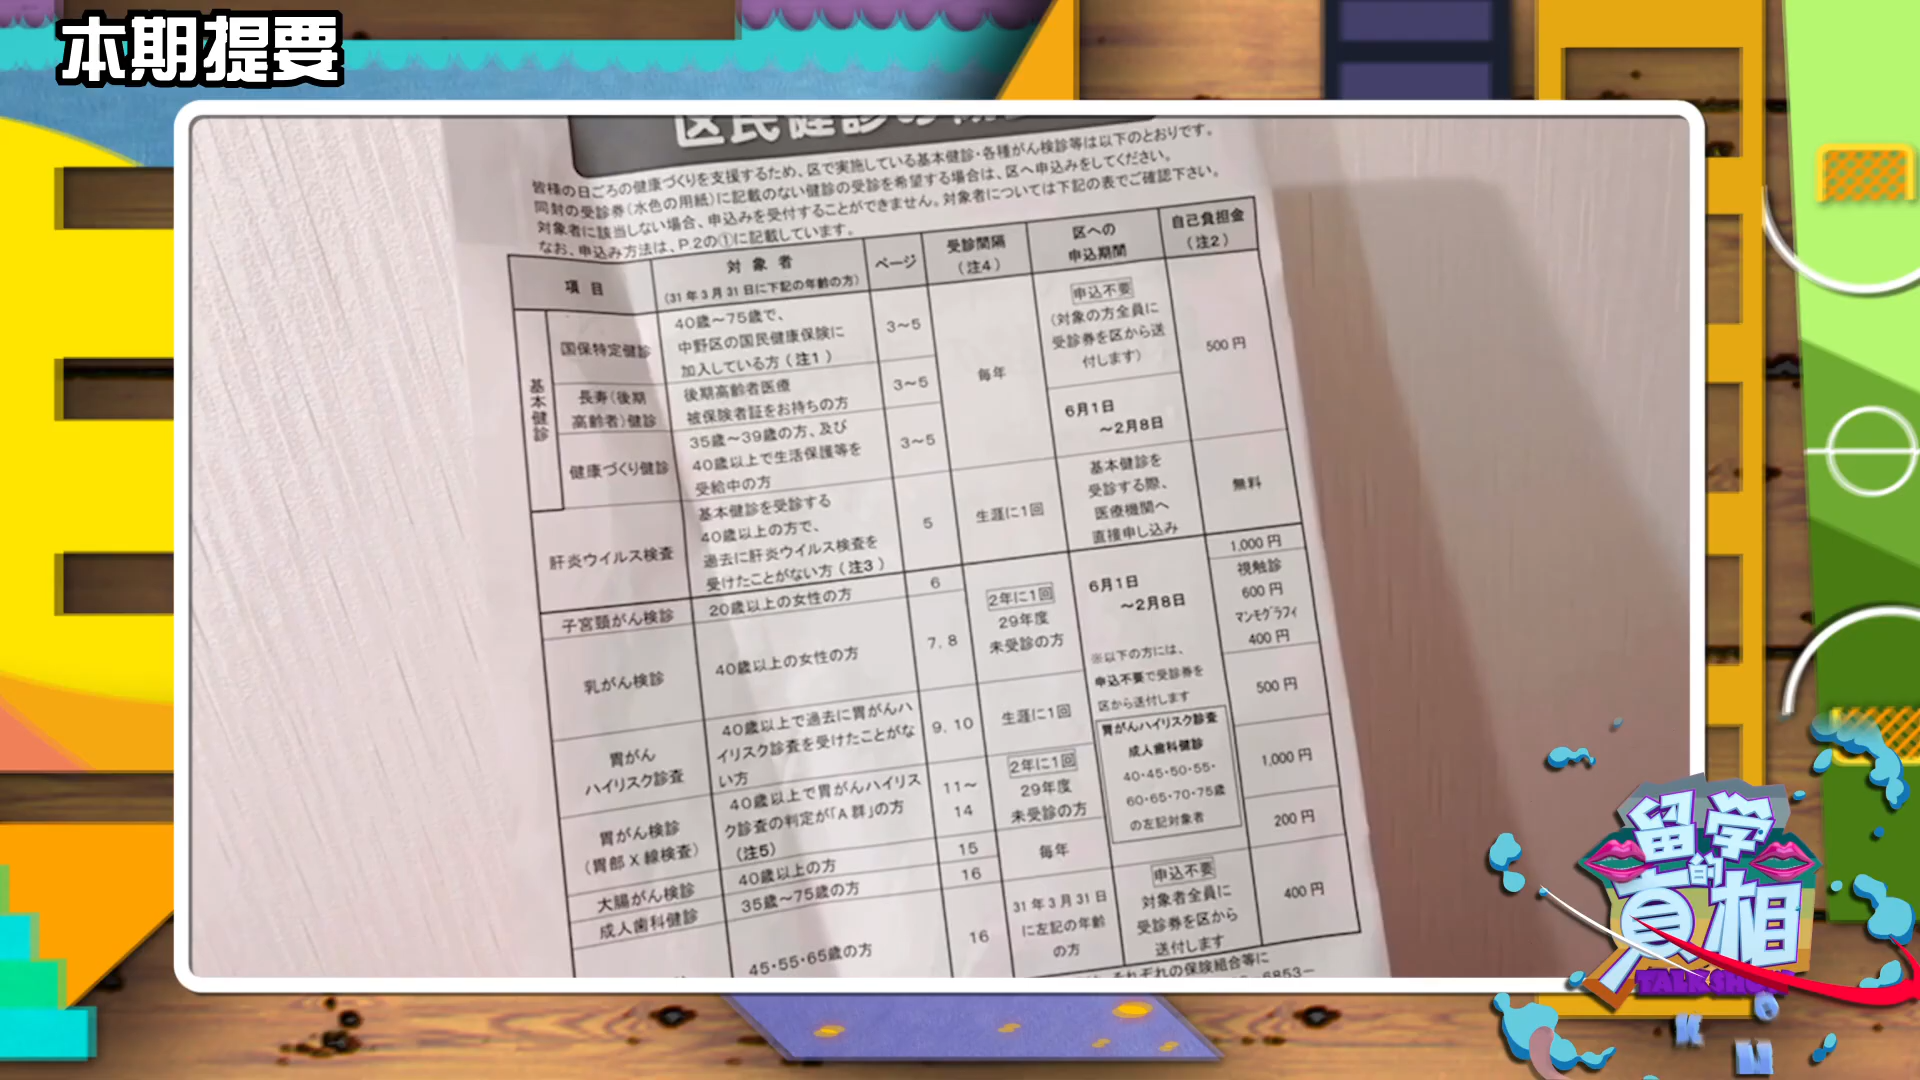 本期提要
区民健診の
皆様の日ごろの健康づくりを支援するため、区で実施している基本健診・各種がん検診等は以下のとおりです。
同封の受診券(水色の用紙)に記載のない健診の受診を希望する場合は、区へ申込みをしてください。
対象者に該当しない場合、申込みを受付することができません。対象者については下記の表でご確認下さい。
なお、申込み方法は、P.2の①に記載しています。
項 目
対 象 者
(31年3月31日に下記の年齢の方)
ページ
受診間隔
(注4)
区への
申込期間
自己負担金
(注2)
基本健診
国保特定健診
40歳〜75歳で、
中野区の国民健康保険に
加入している方(注1)
3〜5
毎年
申込不要
(対象の方全員に
受診券を区から送
付します)
500円
長寿(後期
高齢者)健診
後期高齢者医療
被保険者証をお持ちの方
3〜5
健康づくり健診
35歳〜39歳の方、及び
40歳以上で生活保護等を
受給中の方
3〜5
6月1日
〜2月8日
肝炎ウイルス検査
基本健診を受診する
40歳以上の方で、
過去に肝炎ウイルス検査を
受けたことがない方(注3)
5
生涯に1回
基本健診を
受診する際、
医療機関へ
直接申し込み
無料
子宮頸がん検診
20歳以上の女性の方
6
2年に1回
29年度
未受診の方
6月1日
〜2月8日
1,000円
乳がん検診
40歳以上の女性の方
7, 8
視触診
600円
マンモグラフィ
400円
胃がん
ハイリスク診査
40歳以上で過去に胃がんハ
イリスク診査を受けたことがな
い方
9, 10
生涯に1回
※以下の方には、
申込不要で受診券を
区から送付します
胃がんハイリスク診査
成人歯科健診
40・45・50・55・
60・65・70・75歳
の左記対象者
500円
胃がん検診
(胃部X線検査)
40歳以上で胃がんハイリス
ク診査の判定が「A群」の方
(注5)
11〜
14
2年に1回
29年度
未受診の方
1,000円
大腸がん検診
40歳以上の方
15
毎年
200円
成人歯科健診
35歳〜75歳の方
16
45・55・65歳の方
16
31年3月31日
に左記の年齢
の方
申込不要
対象者全員に
受診券を区から
送付します
400円
それぞれの保険組合等に
6853−
留学
的
真相
TALK SHOW